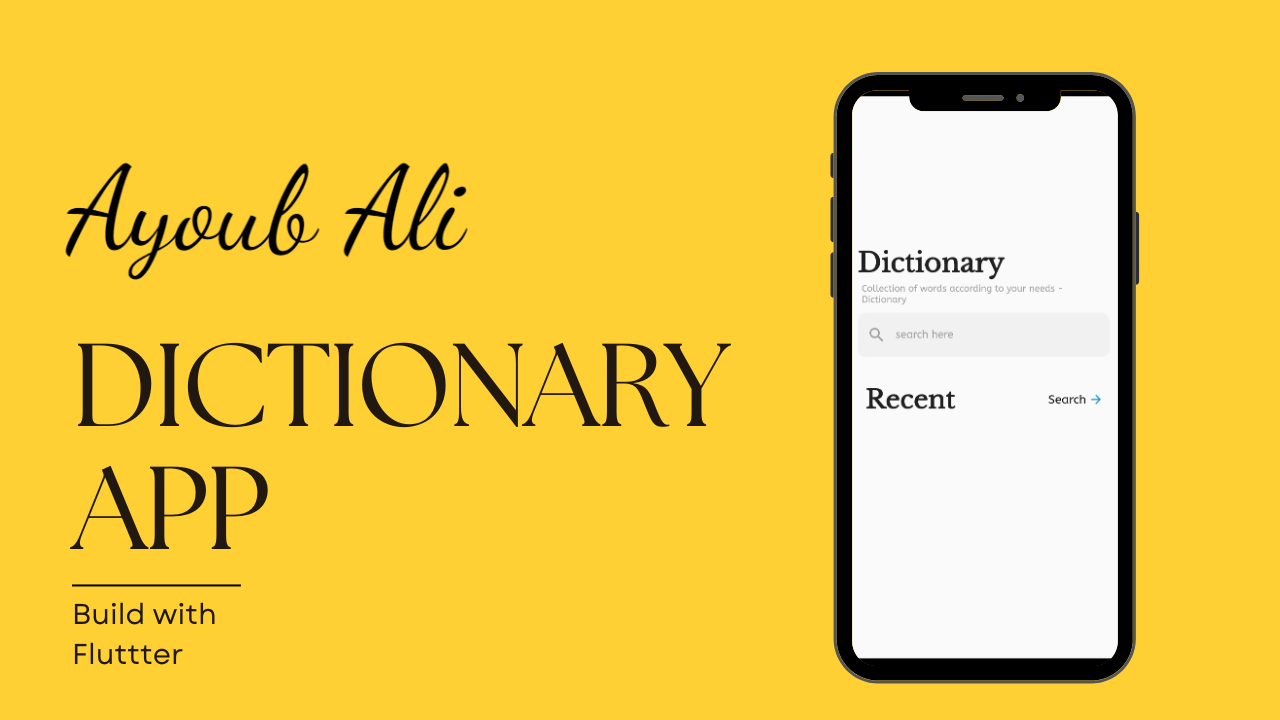 Ayoub Ali
DICTIONARY
APP
Build with
Fluttter
Dictionary
Collection of words according to your needs -
Dictionary
search here
Recent
Search